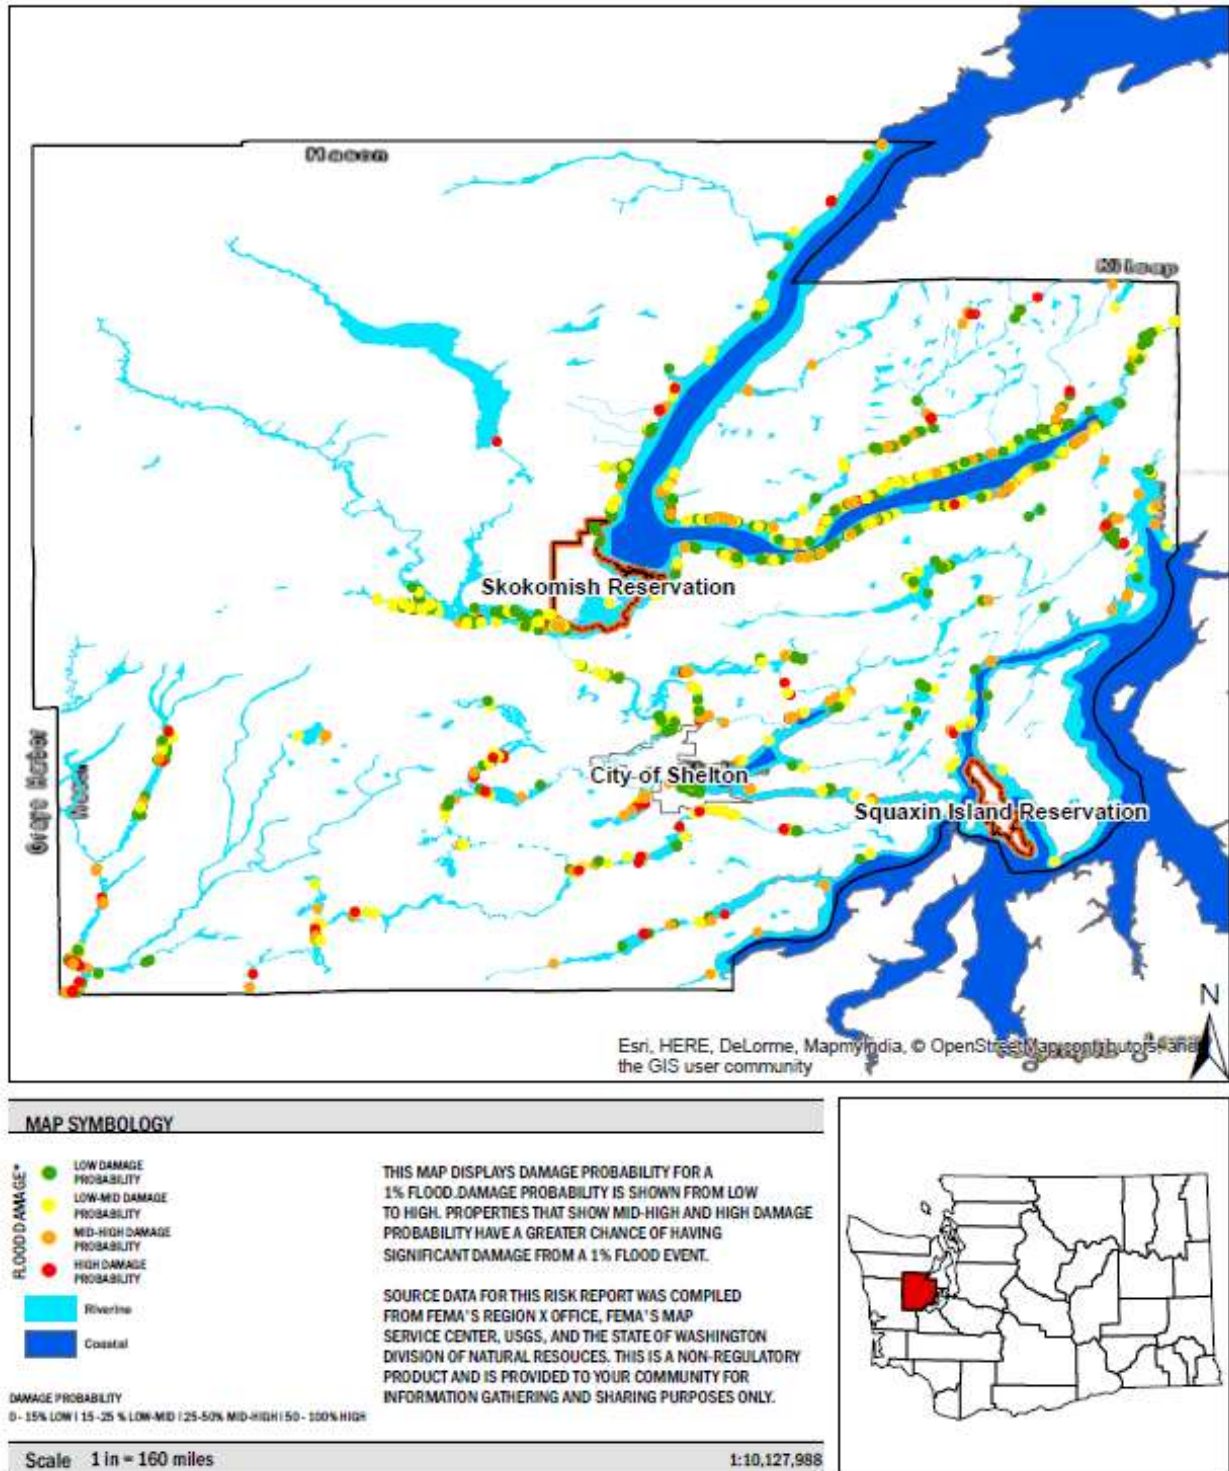 Mason
Kitsap
Skokomish Reservation
City of Shelton
Squaxin Island Reservation
Grays Harbor
Mason
Esri, HERE, DeLorme, MapmyIndia, © OpenStreetMap contributors, and
the GIS user community
N
MAP SYMBOLOGY
FLOOD DAMAGE*
LOW DAMAGE
PROBABILITY
LOW-MID DAMAGE
PROBABILITY
MID-HIGH DAMAGE
PROBABILITY
HIGH DAMAGE
PROBABILITY
Riverine
Coastal
DAMAGE PROBABILITY
0 - 15% LOW | 15 -25 % LOW-MID | 25-50% MID-HIGH | 50 - 100% HIGH
THIS MAP DISPLAYS DAMAGE PROBABILITY FOR A
1% FLOOD.DAMAGE PROBABILITY IS SHOWN FROM LOW
TO HIGH. PROPERTIES THAT SHOW MID-HIGH AND HIGH DAMAGE
PROBABILITY HAVE A GREATER CHANCE OF HAVING
SIGNIFICANT DAMAGE FROM A 1% FLOOD EVENT.
SOURCE DATA FOR THIS RISK REPORT WAS COMPILED
FROM FEMA'S REGION X OFFICE, FEMA'S MAP
SERVICE CENTER, USGS, AND THE STATE OF WASHINGTON
DIVISION OF NATURAL RESOUCES. THIS IS A NON-REGULATORY
PRODUCT AND IS PROVIDED TO YOUR COMMUNITY FOR
INFORMATION GATHERING AND SHARING PURPOSES ONLY.
Scale 1 in = 160 miles
1:10,127,988